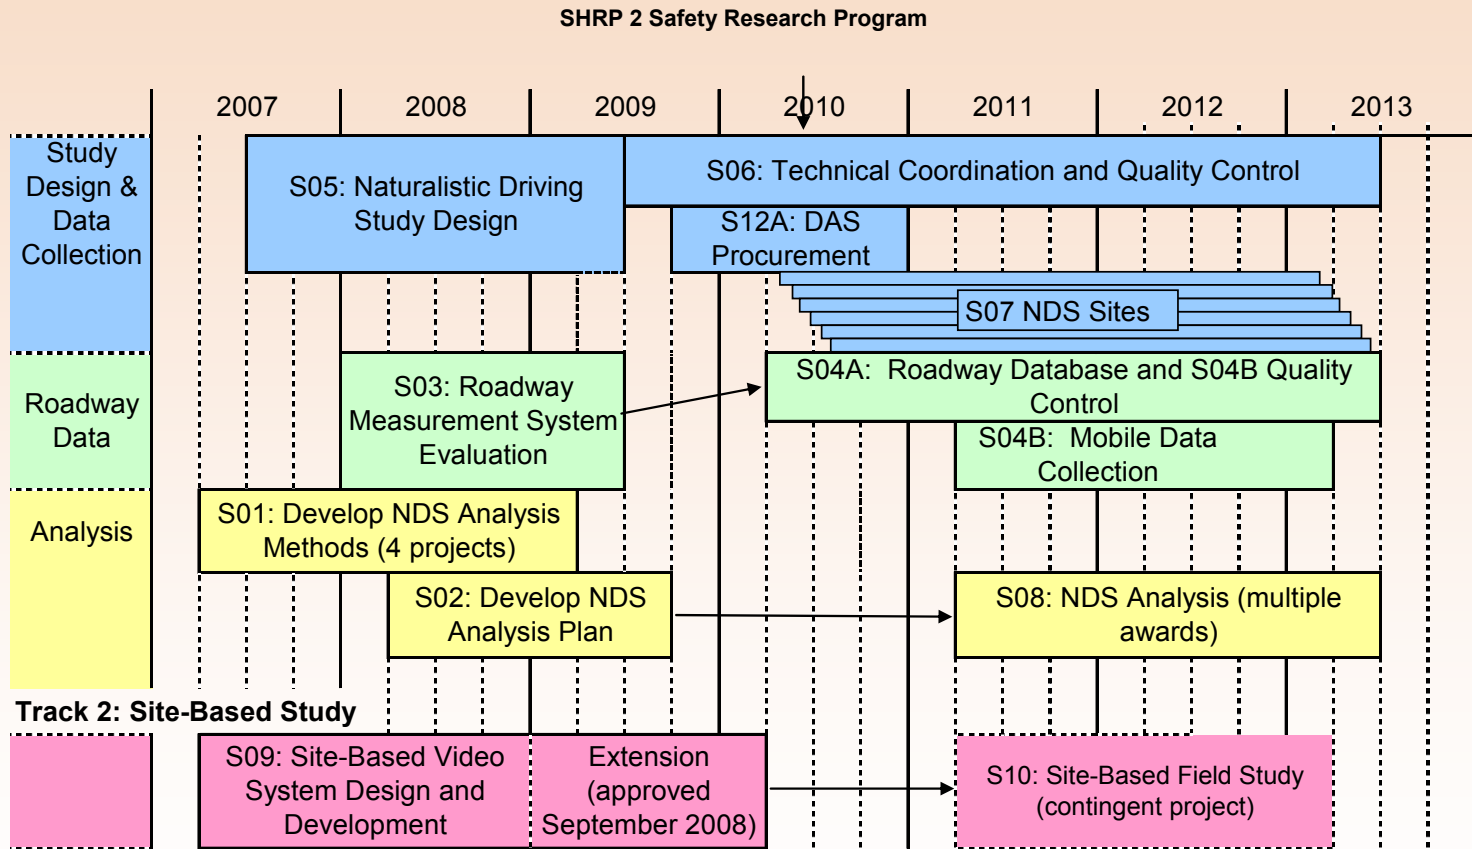 SHRP 2 Safety Research Program
2007 2008 2009 2010 2011 2012 2013
Study
Design &
Data
Collection
S05: Naturalistic Driving
Study Design
S06: Technical Coordination and Quality Control
S12A: DAS
Procurement
S07 NDS Sites
Roadway
Data
S03: Roadway
Measurement System
Evaluation
S04A: Roadway Database and S04B Quality
Control
S04B: Mobile Data
Collection
Analysis
S01: Develop NDS Analysis
Methods (4 projects)
S02: Develop NDS
Analysis Plan
S08: NDS Analysis (multiple
awards)
Track 2: Site-Based Study
S09: Site-Based Video
System Design and
Development
Extension
(approved
September 2008)
S10: Site-Based Field Study
(contingent project)